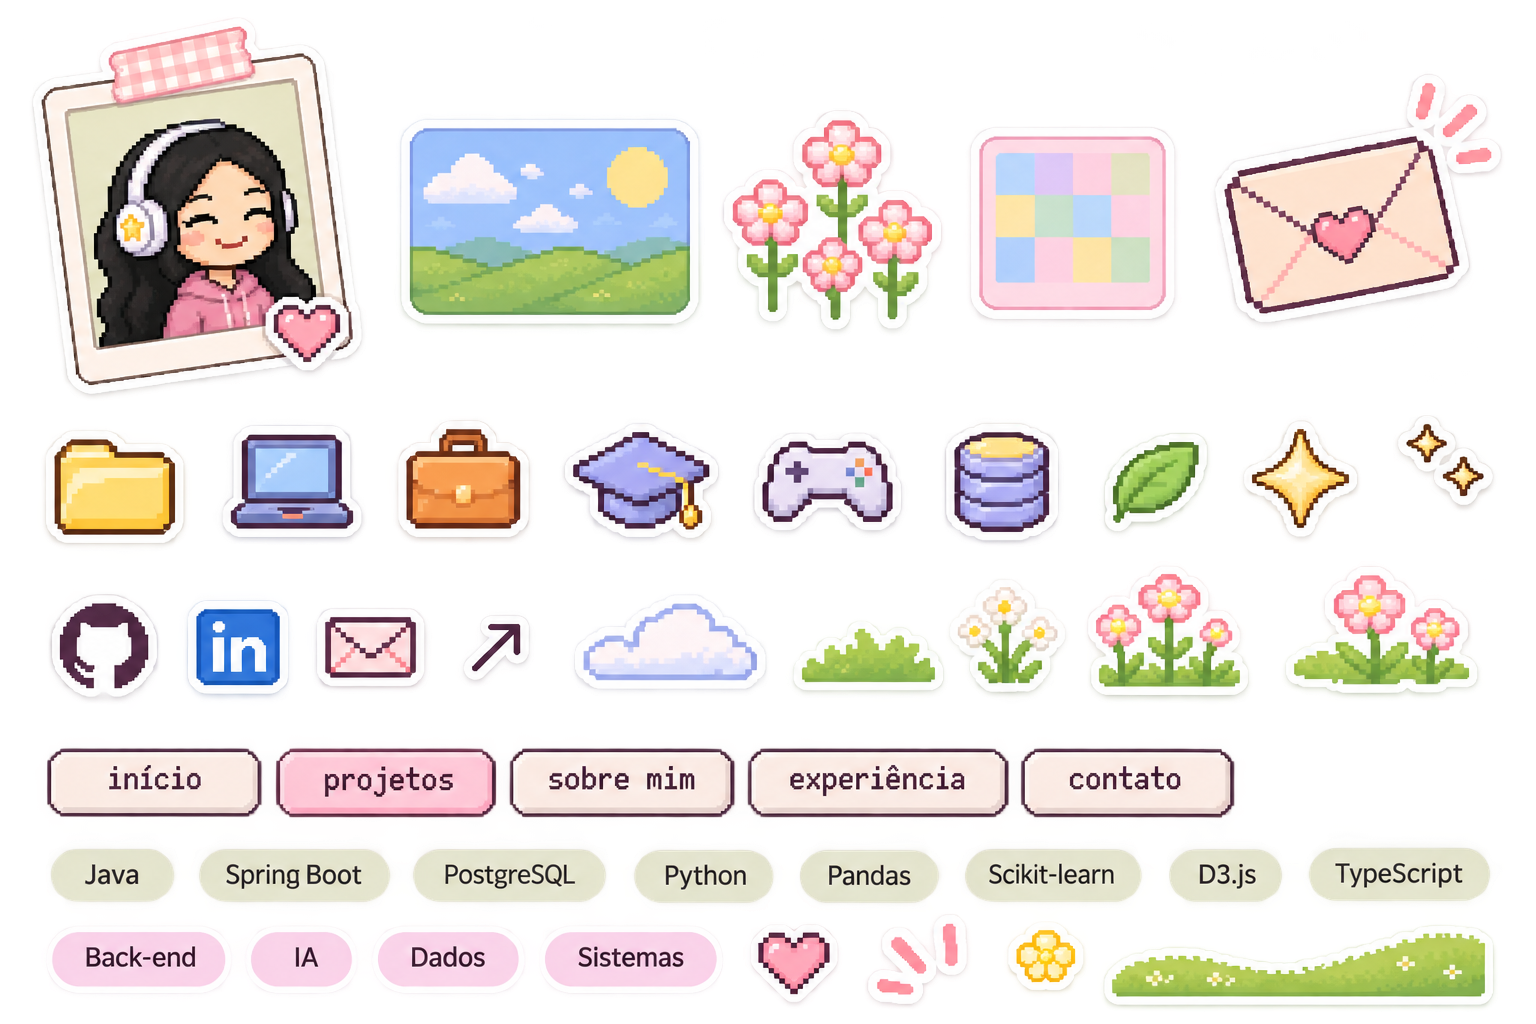 in
início projetos sobre mim experiência contato
Java Spring Boot PostgreSQL Python Pandas Scikit-learn D3.js TypeScript
Back-end IA Dados Sistemas